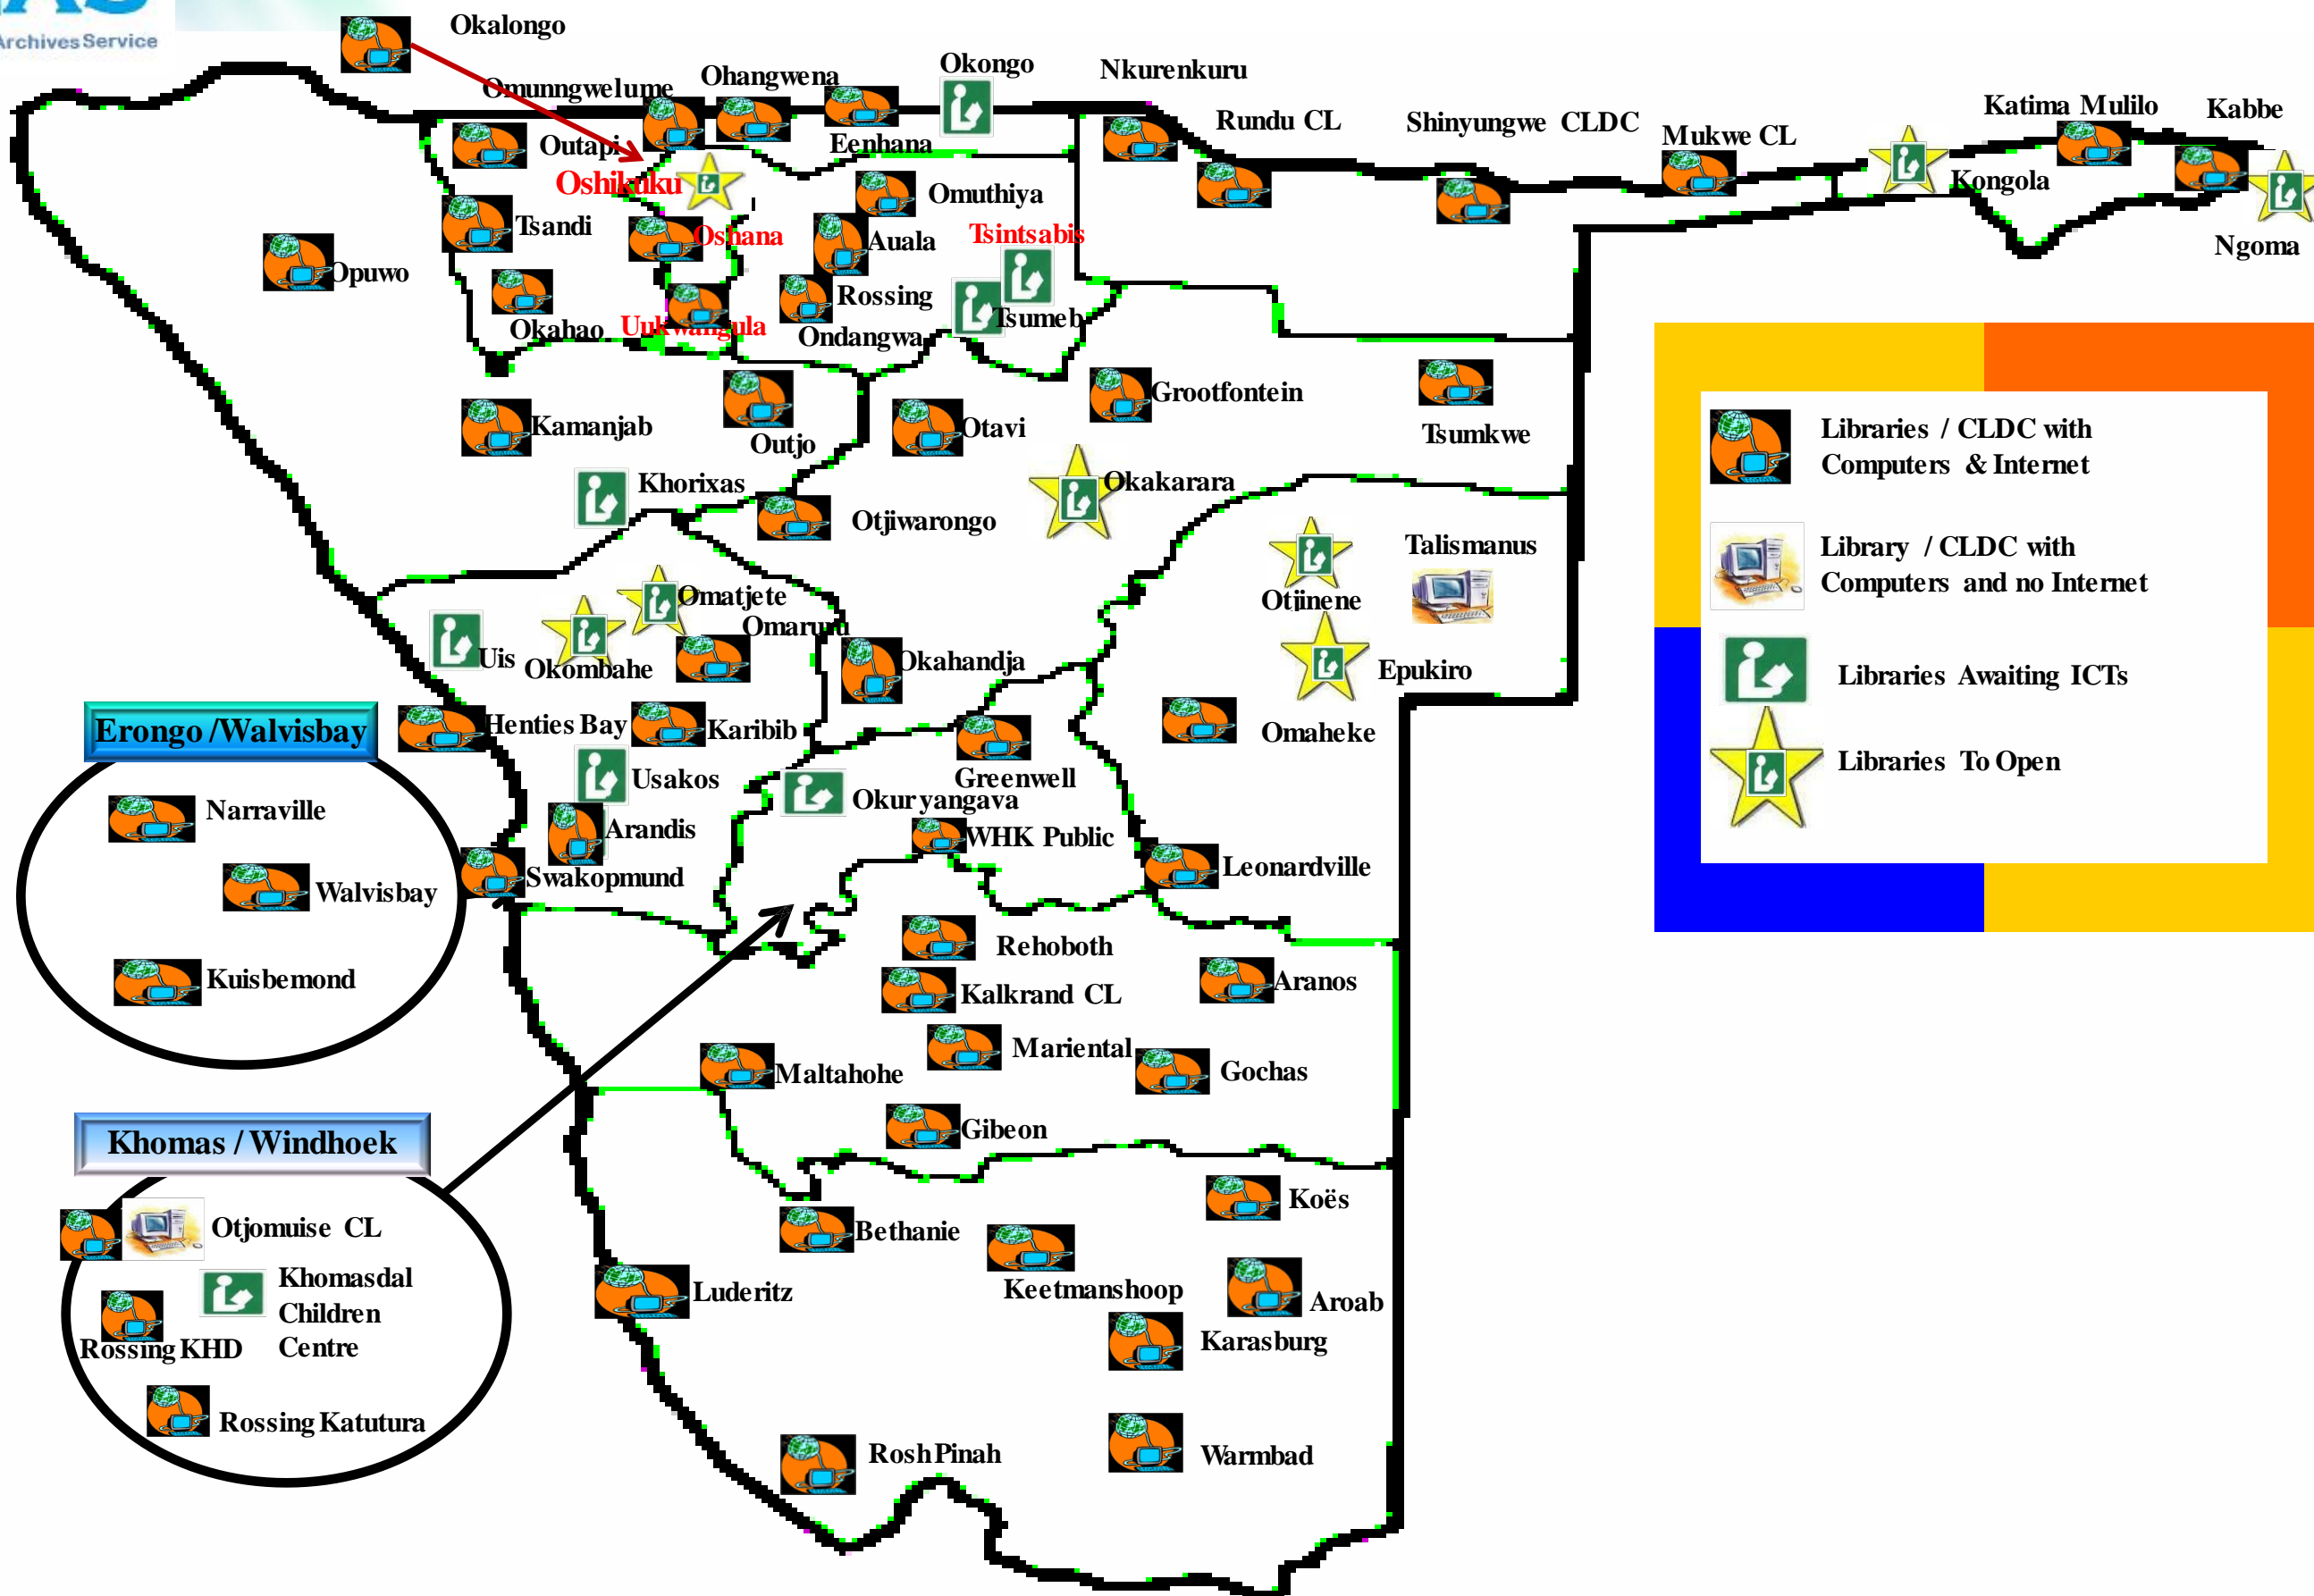 Archives Service
Okalongo
Omunngwelume
Ohangwena
Okongo
Nkurenkuru
Rundu CL
Shinyungwe CLDC
Mukwe CL
Katima Mulilo
Kabbe
Outapi
Eenhana
Oshikuku
Omuthiya
Kongola
Tsandi
Oshana
Auala
Tsintsabis
Ngoma
Opuwo
Rossing
Okahao
Uukwangula
Ondangwa
Tsumeb
Kamanjab
Outjo
Otavi
Grootfontein
Tsumkwe
Khorixas
Otjiwarongo
Okakarara
Talismanus
Otjinene
Omatjete
Omaruru
Uis
Okombahe
Okahandja
Epukiro
Henties Bay
Karibib
Omaheke
Usakos
Greenwell
Okuryangava
Arandis
WHK Public
Swakopmund
Leonardville
Rehoboth
Kalkrand CL
Aranos
Mariental
Maltahohe
Gochas
Gibeon
Koës
Bethanie
Keetmanshoop
Luderitz
Aroab
Karasburg
Rosh Pinah
Warmbad
Erongo /Walvisbay
Narraville
Walvisbay
Kuisbemond
Khomas / Windhoek
Otjomuise CL
Khomasdal
Children
Centre
Rossing KHD
Rossing Katutura
Libraries / CLDC with
Computers & Internet
Library / CLDC with
Computers and no Internet
Libraries Awaiting ICTs
Libraries To Open